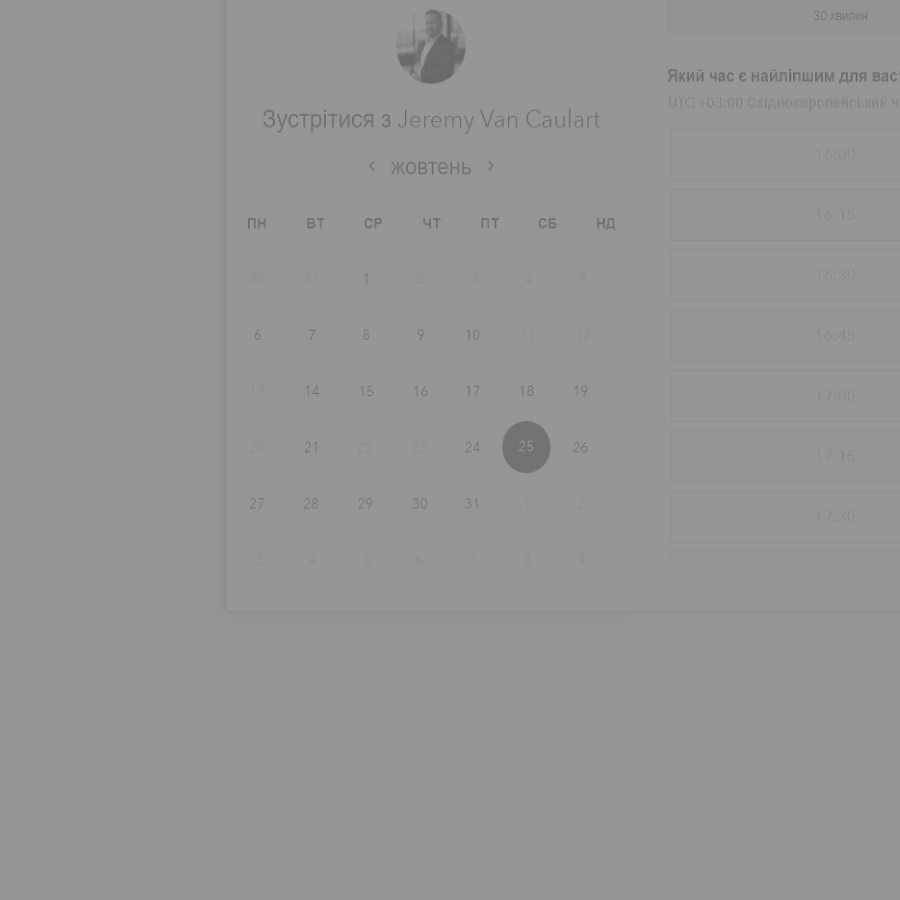 Зустрітися з Jeremy Van Caulart
жовтень
ПН ВТ СР ЧТ ПТ СБ НД
30 31 1 2 3 4 5
6 7 8 9 10 11 12
13 14 15 16 17 18 19
20 21 22 23 24 25 26
27 28 29 30 31 1 2
3 4 5 6 7 8 9
30 хвилин
Який час є найліпшим для вас
UTC +03:00 Східноєвропейський ч
16:00
16:15
16:30
16:45
17:00
17:15
17:30